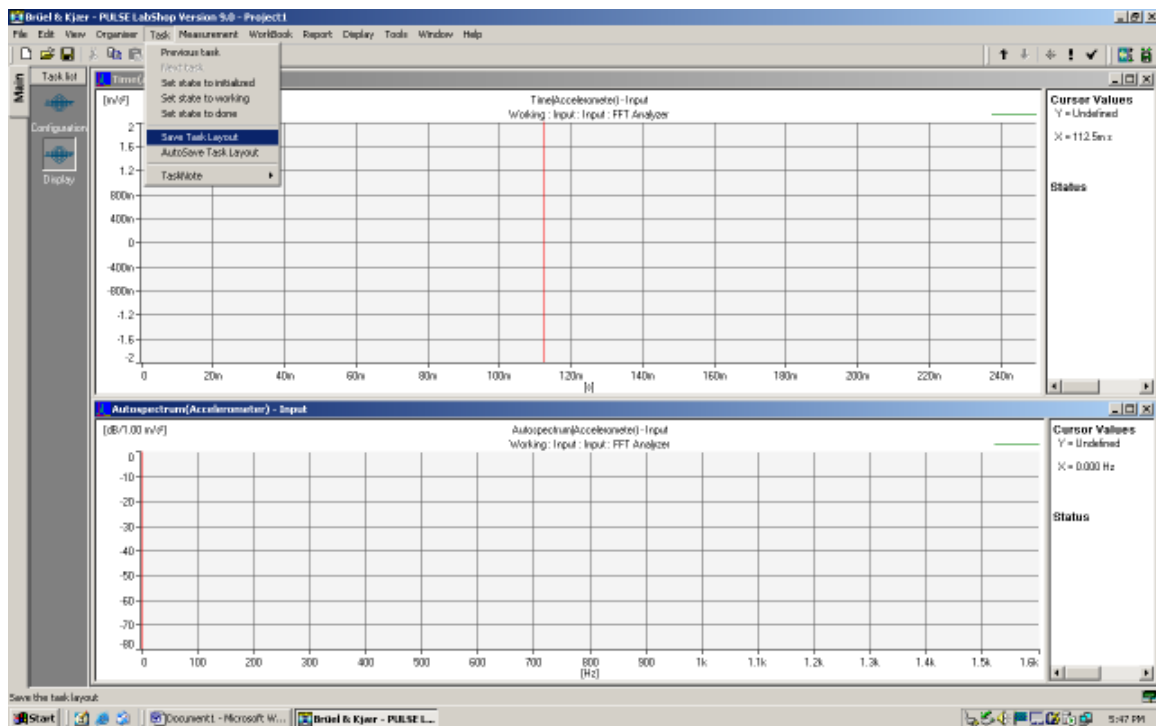 Brüel & Kjær - PULSE LabShop Version 9.0 - Project1
File Edit View Organiser Task Measurement WorkBook Report Display Tools Window Help
Main
Task list
Configuration
Display
Previous task
Next task
Set state to initialized
Set state to working
Set state to done
Save Task Layout
AutoSave Task Layout
TaskNote
Time(
[m/s²]
Time(Accelerometer) - Input
Working : Input : Input : FFT Analyzer
2
1.6
1.2
800m
400m
0
-400m
-800m
-1.2
-1.6
-2
0 20m 40m 60m 80m 100m 120m 140m 160m 180m 200m 220m 240m
[s]
Cursor Values
Y = Undefined
X = 112.5m s
Status
Autospectrum(Accelerometer) - Input
[dB/1.00 m/s²]
Autospectrum(Accelerometer) - Input
Working : Input : Input : FFT Analyzer
0
-10
-20
-30
-40
-50
-60
-70
-80
0 100 200 300 400 500 600 700 800 900 1k 1.1k 1.2k 1.3k 1.4k 1.5k 1.6k
[Hz]
Cursor Values
Y = Undefined
X = 0.000 Hz
Status
Save the task layout
Start
Document1 - Microsoft W...
Brüel & Kjær - PULSE L...
5:47 PM